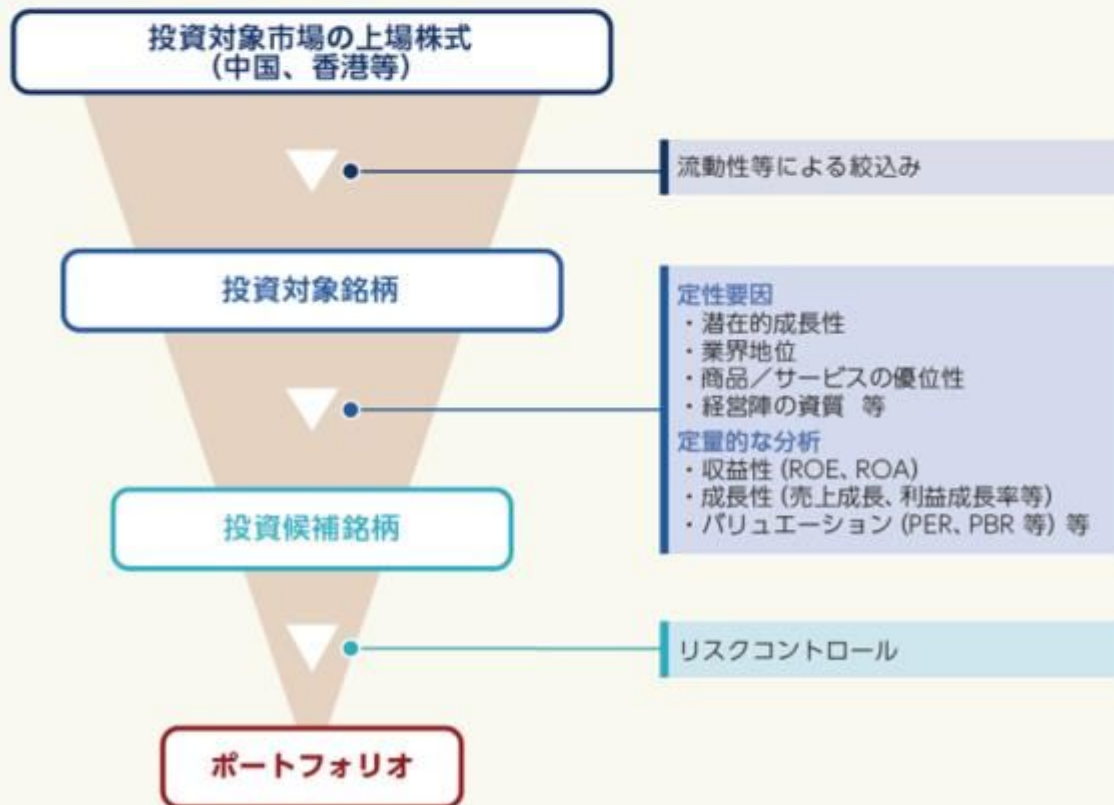 投資対象市場の上場株式
(中国、香港等)
流動性等による絞込み
投資対象銘柄
定性要因
・潜在的成長性
・業界地位
・商品／サービスの優位性
・経営陣の資質 等
定量的な分析
・収益性 (ROE、ROA)
・成長性 (売上成長、利益成長率等)
・バリュエーション (PER、PBR 等) 等
投資候補銘柄
リスクコントロール
ポートフォリオ